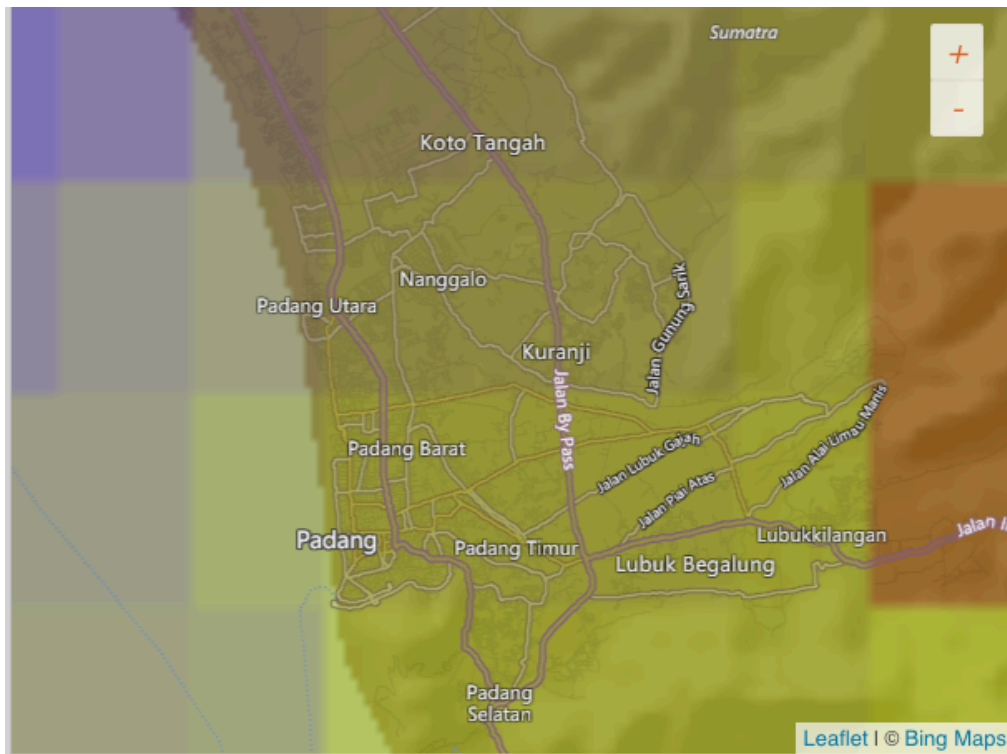 Sumatra
+
-
Koto Tangah
Nanggalo
Padang Utara
Jalan Gunung Sarik
Kuranji
Jalan By Pass
Padang Barat
Jalan Lubuk Gajah
Jalan Alai Limau Manis
Jalan Piai Atas
Padang
Padang Timur
Lubukkilangan
Jalan
Lubuk Begalung
Padang
Selatan
Leaflet | © Bing Maps